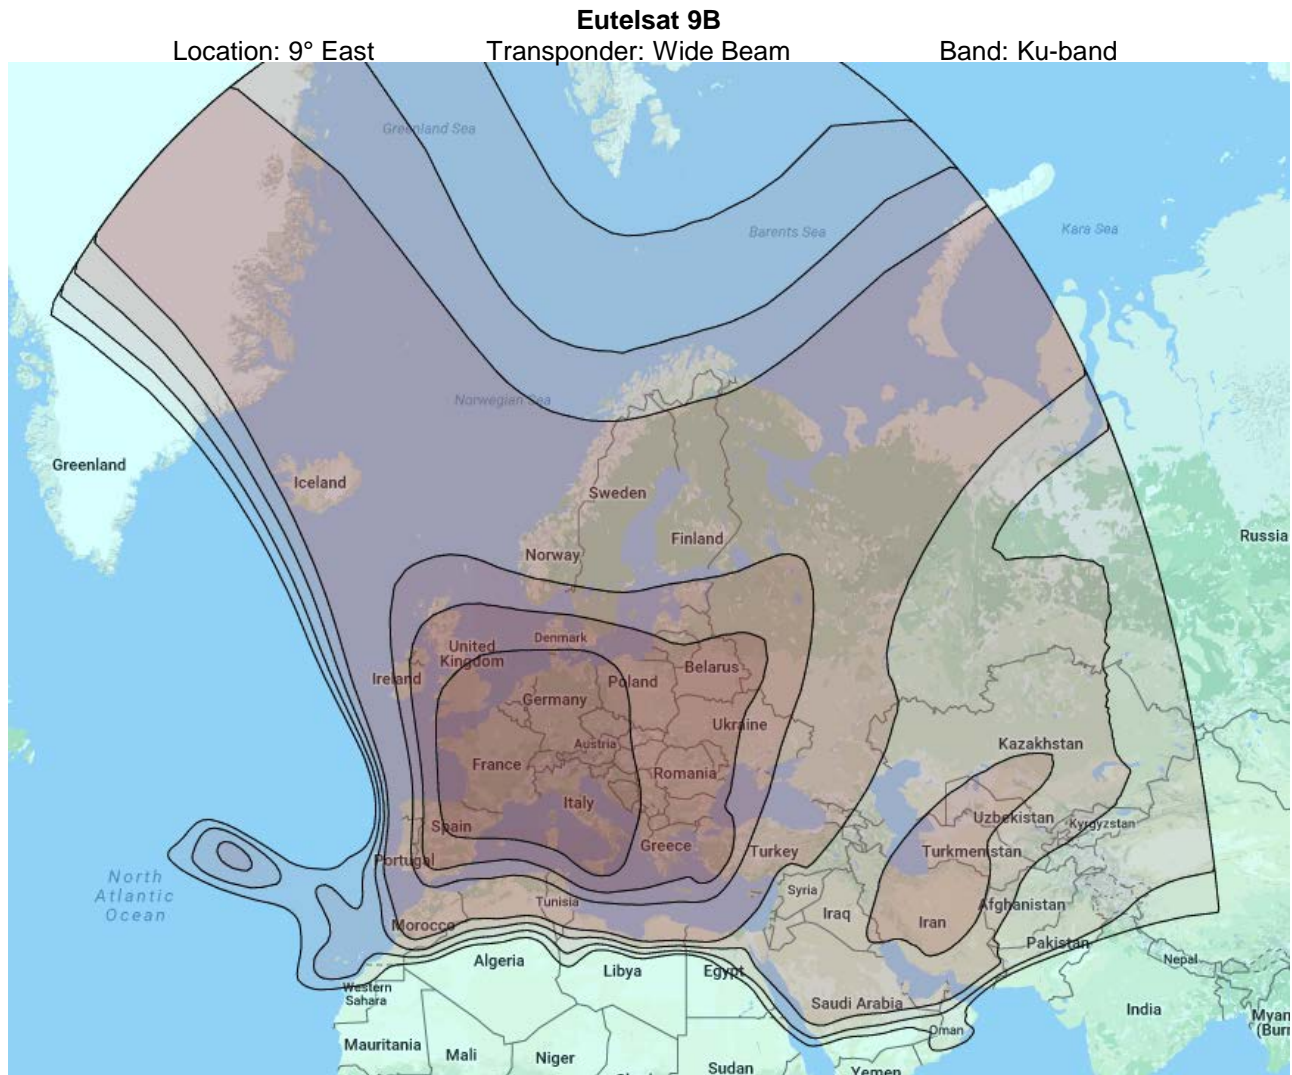 Eutelsat 9B
Location: 9° East Transponder: Wide Beam Band: Ku-band
Greenland Sea
Barents Sea
Kara Sea
Norwegian Sea
Greenland
Iceland
Sweden
Finland
Norway
Russia
Denmark
United
Kingdom
Ireland
Belarus
Poland
Germany
Ukraine
Austria
Kazakhstan
France
Romania
Italy
Uzbekistan
Kyrgyzstan
Spain
Greece
Turkey
Turkmenistan
Portugal
North
Atlantic
Ocean
Syria
Tunisia
Afghanistan
Iraq
Iran
Morocco
Pakistan
Algeria
Libya
Egypt
Nepal
Western
Sahara
Saudi Arabia
India
Oman
Myan
(Burn
Mauritania
Mali
Niger
Sudan
Yemen